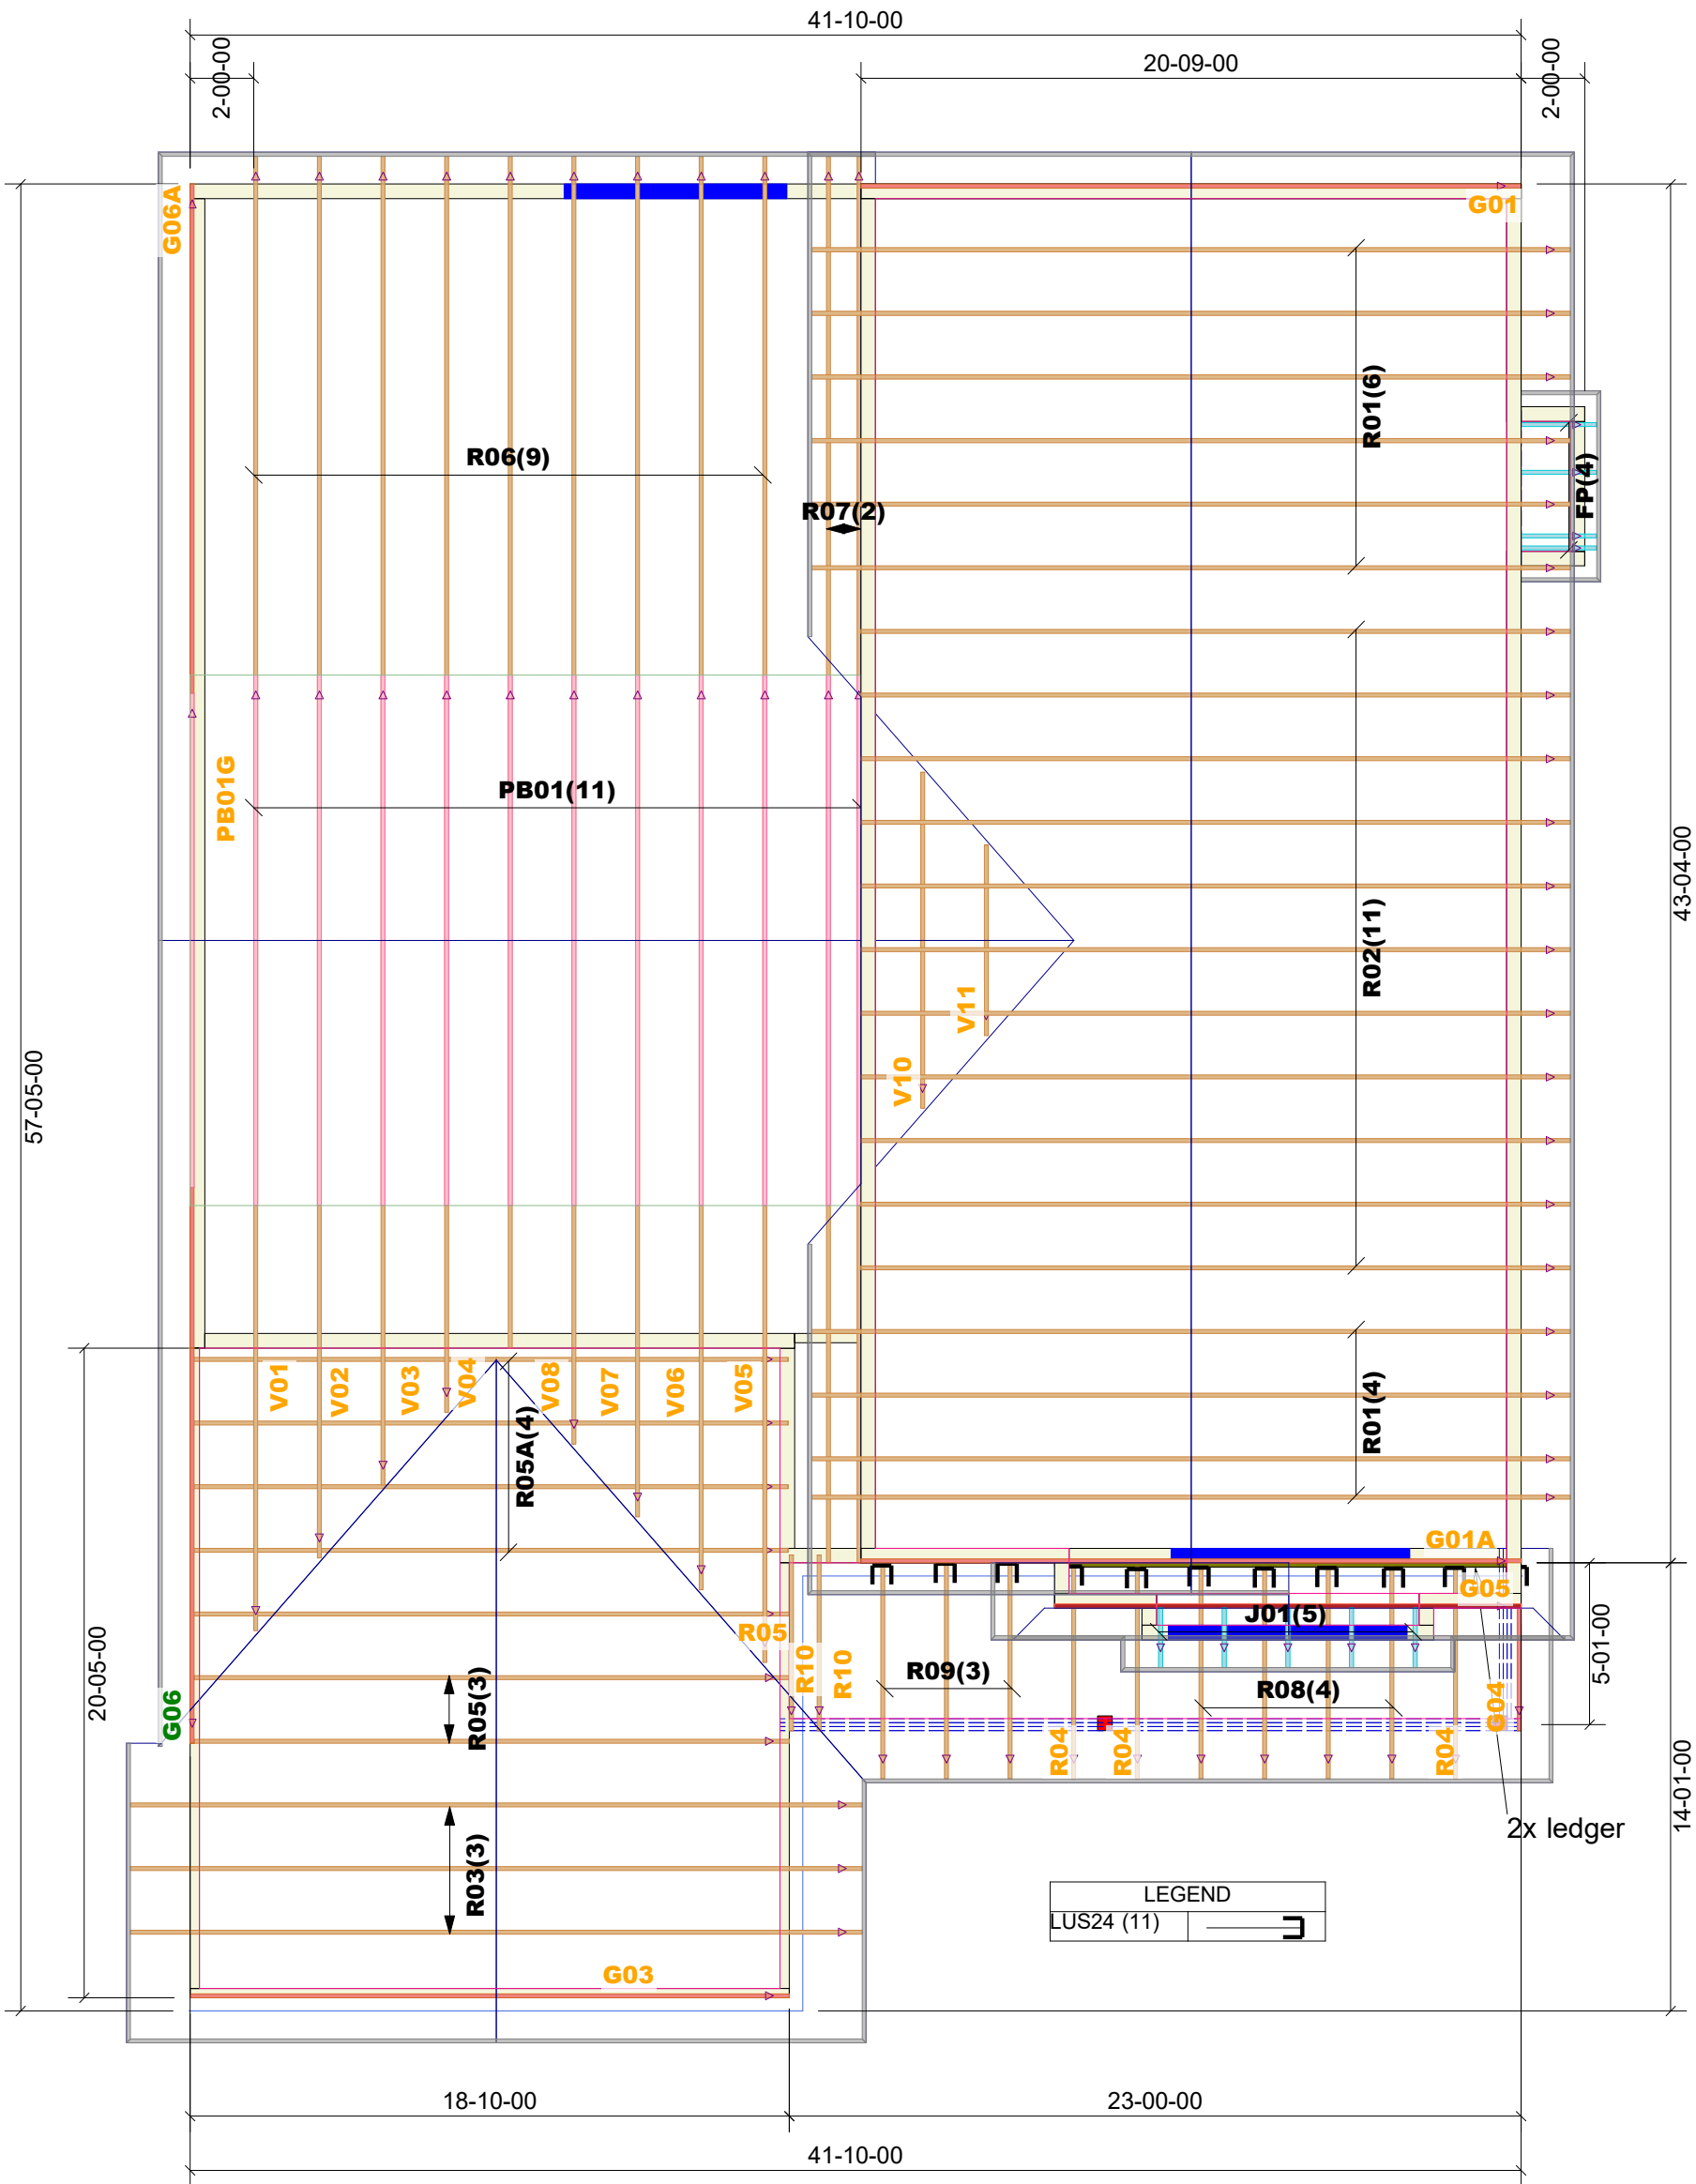 41-10-00
2-00-00
20-09-00
2-00-00
G06A
G01
R01(6)
R06(9)
FP(4)
R07(2)
PB01G
PB01(11)
43-04-00
R02(11)
V11
57-05-00
V10
V01
V02
V03
V04
V08
V07
V06
V05
R05A(4)
R01(4)
G01A
G05
J01(5)
20-05-00
R05
R10
R10
R09(3)
5-01-00
R08(4)
G04
G06
R05(3)
R04
R04
R04
14-01-00
2x ledger
R03(3)
LEGEND
LUS24 (11)
G03
18-10-00
23-00-00
41-10-00